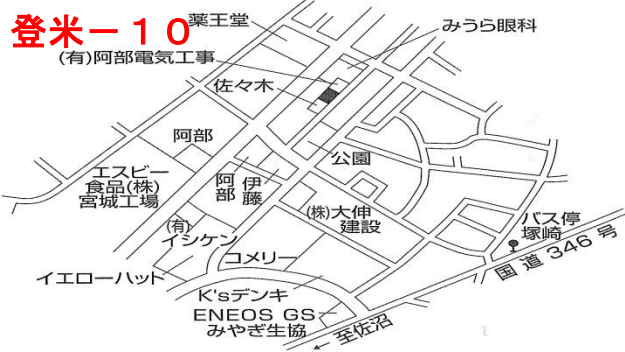 登米－１０
薬王堂
みうら眼科
(有)阿部電気工事
佐々木
阿部
公園
エスビー
食品(株)
宮城工場
阿部
伊藤
(株)大伸
建設
(有)
イシケン
バス停
塚崎
コメリー
国道346号
イエローハット
K'sデンキ
ENEOS GS
みやぎ生協
←至佐沼